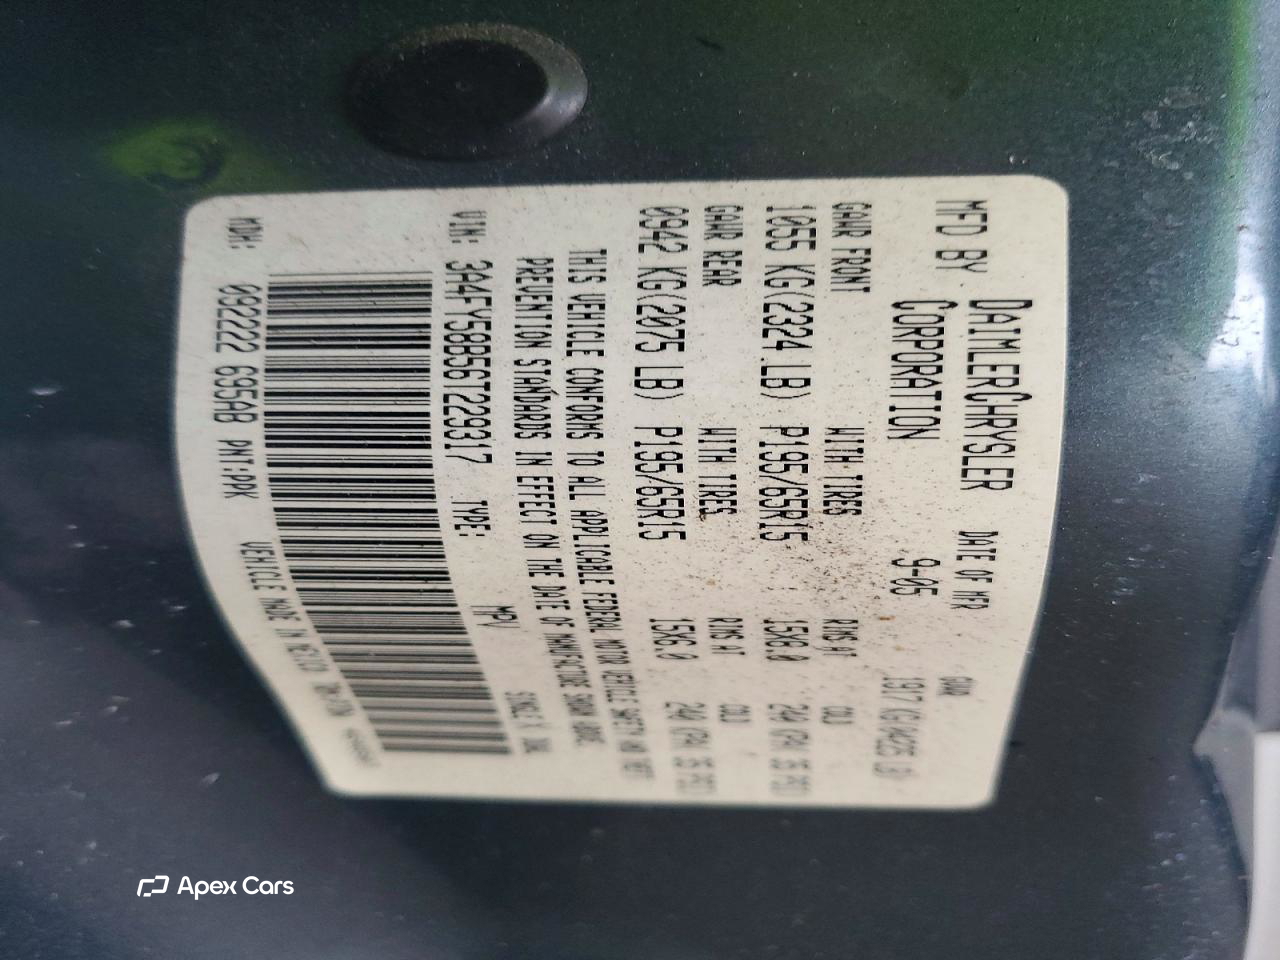 MFD BY DAIMLERCHRYSLER CORPORATION
DATE OF MFR 9-05
GVWR 1917 KG(4225 LB)
GAWR FRONT WITH TIRES RIMS AT COLD
1055 KG(2324 LB) P195/65R15 15X6.0 240 KPA(35 PSI)
GAWR REAR WITH TIRES RIMS AT COLD
0942 KG(2075 LB) P195/65R15 15X6.0 240 KPA(35 PSI)
THIS VEHICLE CONFORMS TO ALL APPLICABLE FEDERAL MOTOR VEHICLE SAFETY AND THEFT
PREVENTION STANDARDS IN EFFECT ON THE DATE OF MANUFACTURE SHOWN ABOVE.
VIN: 3A4FY58B56T229317 TYPE: MPV SINGLE X DUAL
MDH: 092222 695AB PNT:PPK VEHICLE MADE IN MEXICO
Apex Cars